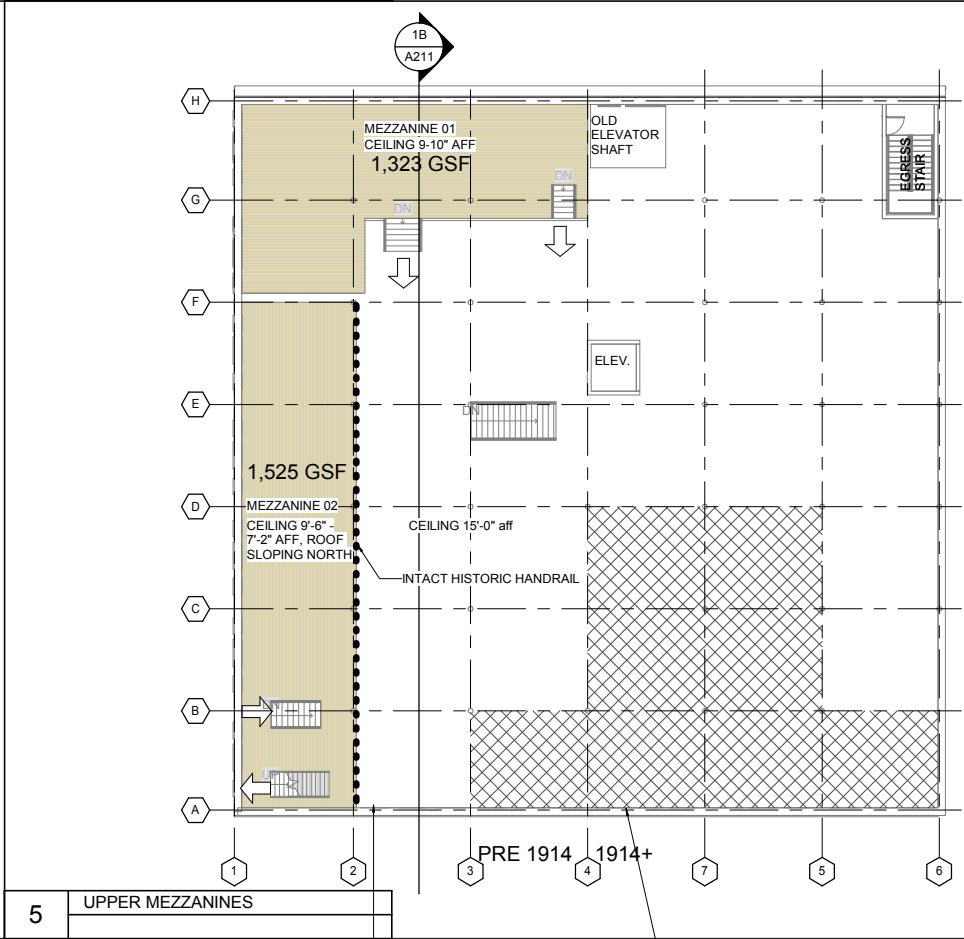 1B
A211
H
MEZZANINE 01
CEILING 9-10" AFF
1,323 GSF
OLD
ELEVATOR
SHAFT
EGRESS
STAIR
DN
G
DN
F
ELEV.
E
DN
1,525 GSF
D
MEZZANINE 02
CEILING 9'-6" -
7'-2" AFF, ROOF
SLOPING NORTH
CEILING 15'-0" aff
INTACT HISTORIC HANDRAIL
C
B
DN
UP
A
PRE 1914
1914+
1
2
3
4
7
5
6
5
UPPER MEZZANINES